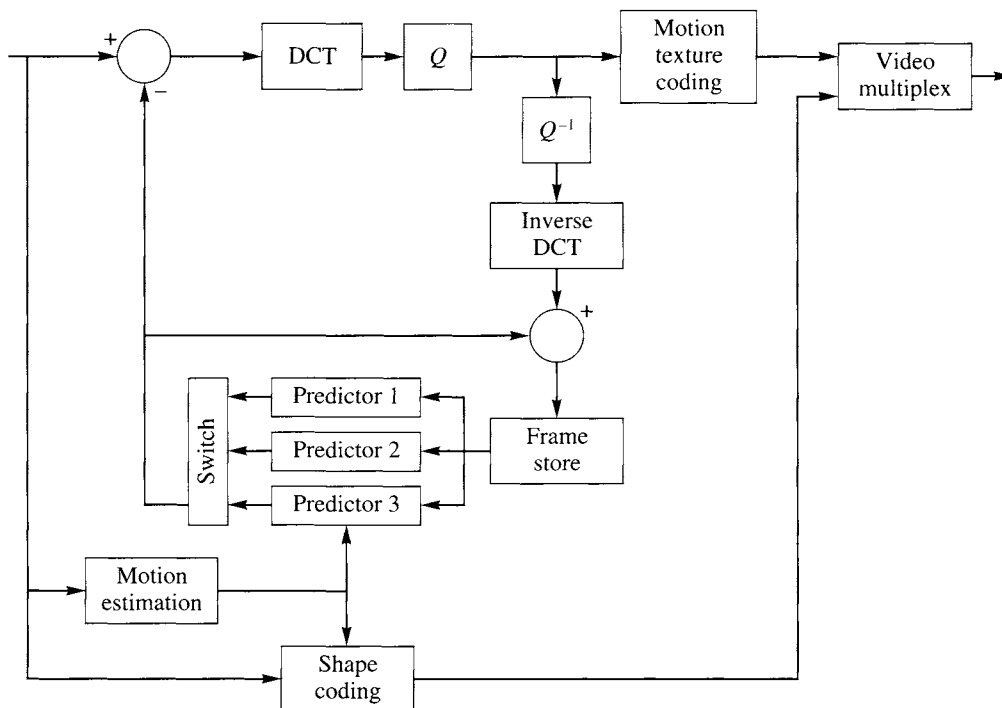 +
DCT
Q
Motion
texture
coding
Video
multiplex
−
Q⁻¹
Inverse
DCT
+
Switch
Predictor 1
Predictor 2
Predictor 3
Frame
store
Motion
estimation
Shape
coding